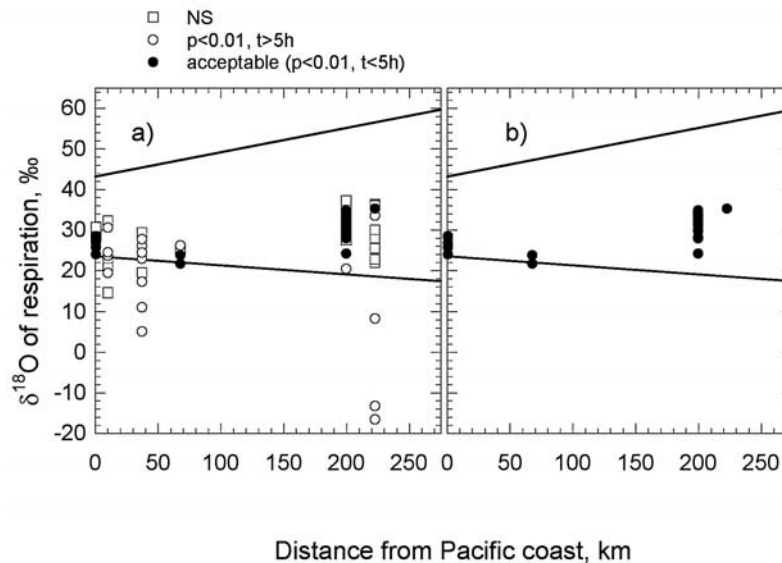 NS
p<0.01, t>5h
acceptable (p<0.01, t<5h)
60
50
40
30
20
10
0
-10
-20
a)
b)
δ¹⁸O of respiration, ‰
0 50 100 150 200 250
0 50 100 150 200 250
Distance from Pacific coast, km